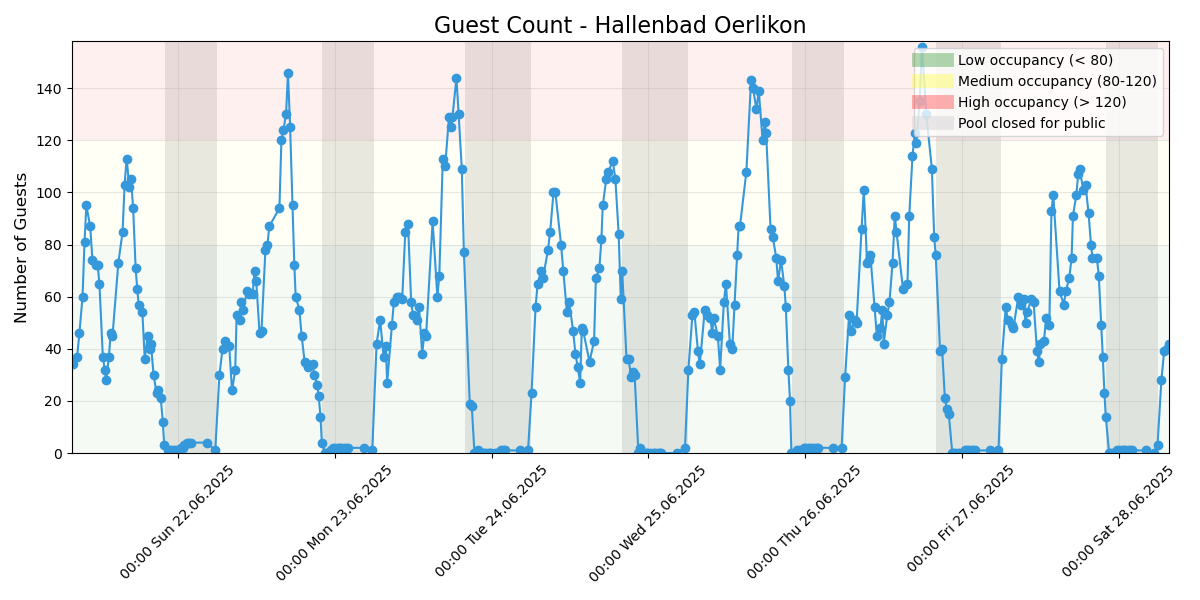 Guest Count - Hallenbad Oerlikon
Low occupancy (< 80)
Medium occupancy (80-120)
High occupancy (> 120)
Pool closed for public
Number of Guests
140
120
100
80
60
40
20
0
00:00 Sun 22.06.2025
00:00 Mon 23.06.2025
00:00 Tue 24.06.2025
00:00 Wed 25.06.2025
00:00 Thu 26.06.2025
00:00 Fri 27.06.2025
00:00 Sat 28.06.2025